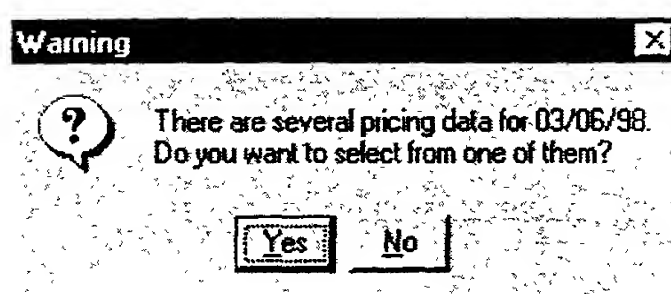 Warning
There are several pricing data for 03/06/98.
Do you want to select from one of them?
Yes No